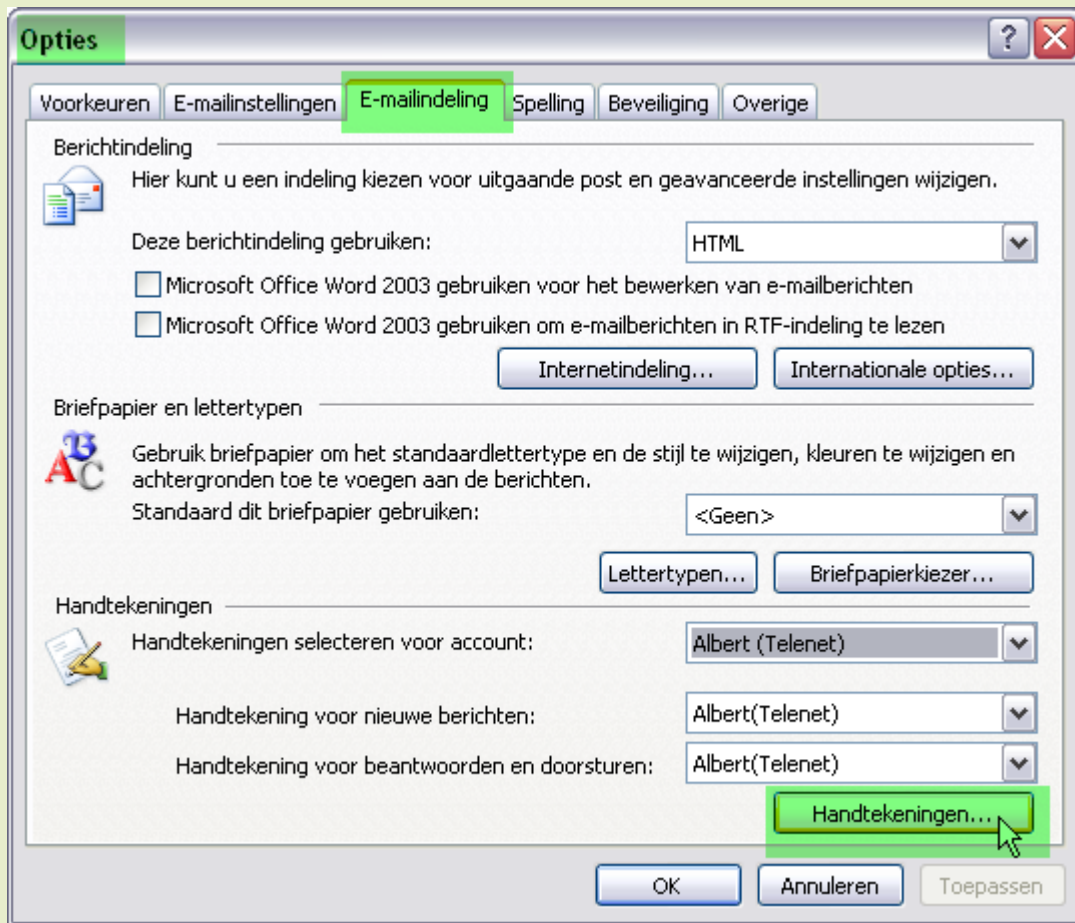 Opties
Voorkeuren E-mailinstellingen E-mailindeling Spelling Beveiliging Overige
Berichtindeling
Hier kunt u een indeling kiezen voor uitgaande post en geavanceerde instellingen wijzigen.
Deze berichtindeling gebruiken: HTML
Microsoft Office Word 2003 gebruiken voor het bewerken van e-mailberichten
Microsoft Office Word 2003 gebruiken om e-mailberichten in RTF-indeling te lezen
Internetindeling... Internationale opties...
Briefpapier en lettertypen
Gebruik briefpapier om het standaardlettertype en de stijl te wijzigen, kleuren te wijzigen en
achtergronden toe te voegen aan de berichten.
Standaard dit briefpapier gebruiken: <Geen>
Lettertypen... Briefpapierkiezer...
Handtekeningen
Handtekeningen selecteren voor account: Albert (Telenet)
Handtekening voor nieuwe berichten: Albert(Telenet)
Handtekening voor beantwoorden en doorsturen: Albert(Telenet)
Handtekeningen...
OK Annuleren Toepassen